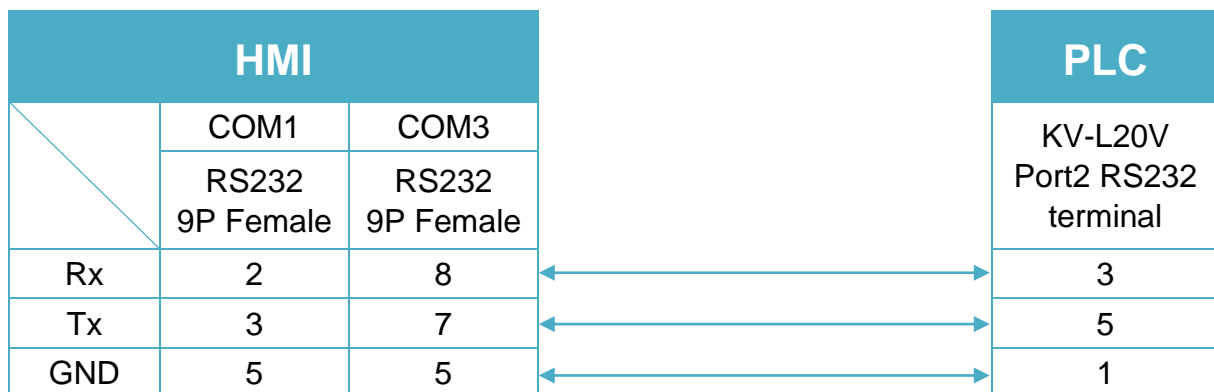 HMI PLC
COM1 COM3
KV-L20V
Port2 RS232
terminal
RS232
9P Female
RS232
9P Female
Rx 2 8 3
Tx 3 7 5
GND 5 5 1